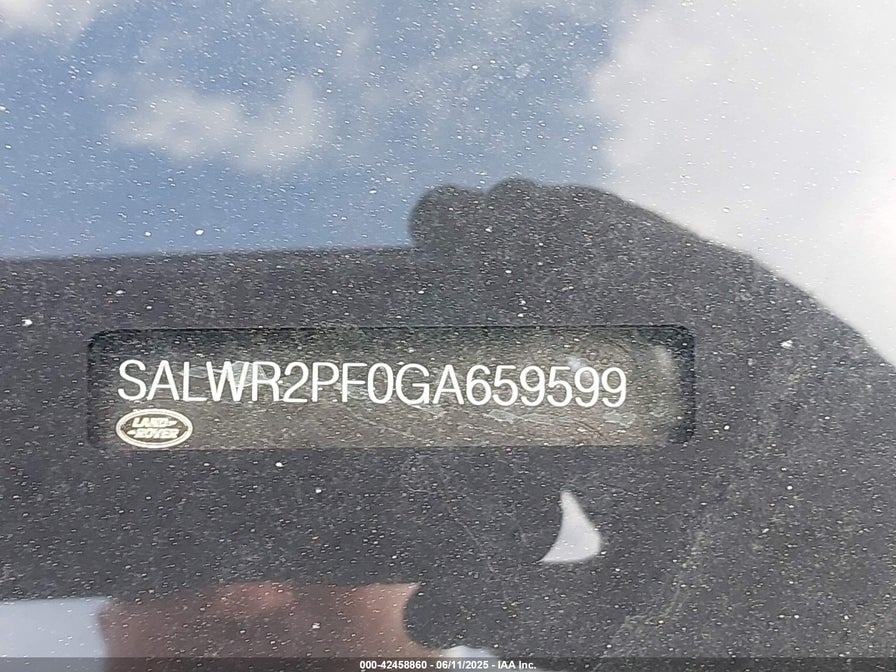 SALWR2PF0GA659599
LAND-
-ROVER
000-42458860 - 06/11/2025 - IAA Inc.